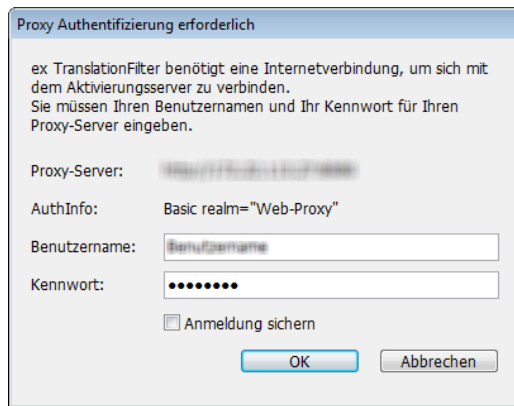 Proxy Authentifizierung erforderlich
ex TranslationFilter benötigt eine Internetverbindung, um sich mit
dem Aktivierungsserver zu verbinden.
Sie müssen Ihren Benutzernamen und Ihr Kennwort für Ihren
Proxy-Server eingeben.
Proxy-Server:
AuthInfo: Basic realm="Web-Proxy"
Benutzername: Benutzername
Kennwort: ●●●●●●●●
Anmeldung sichern
OK Abbrechen